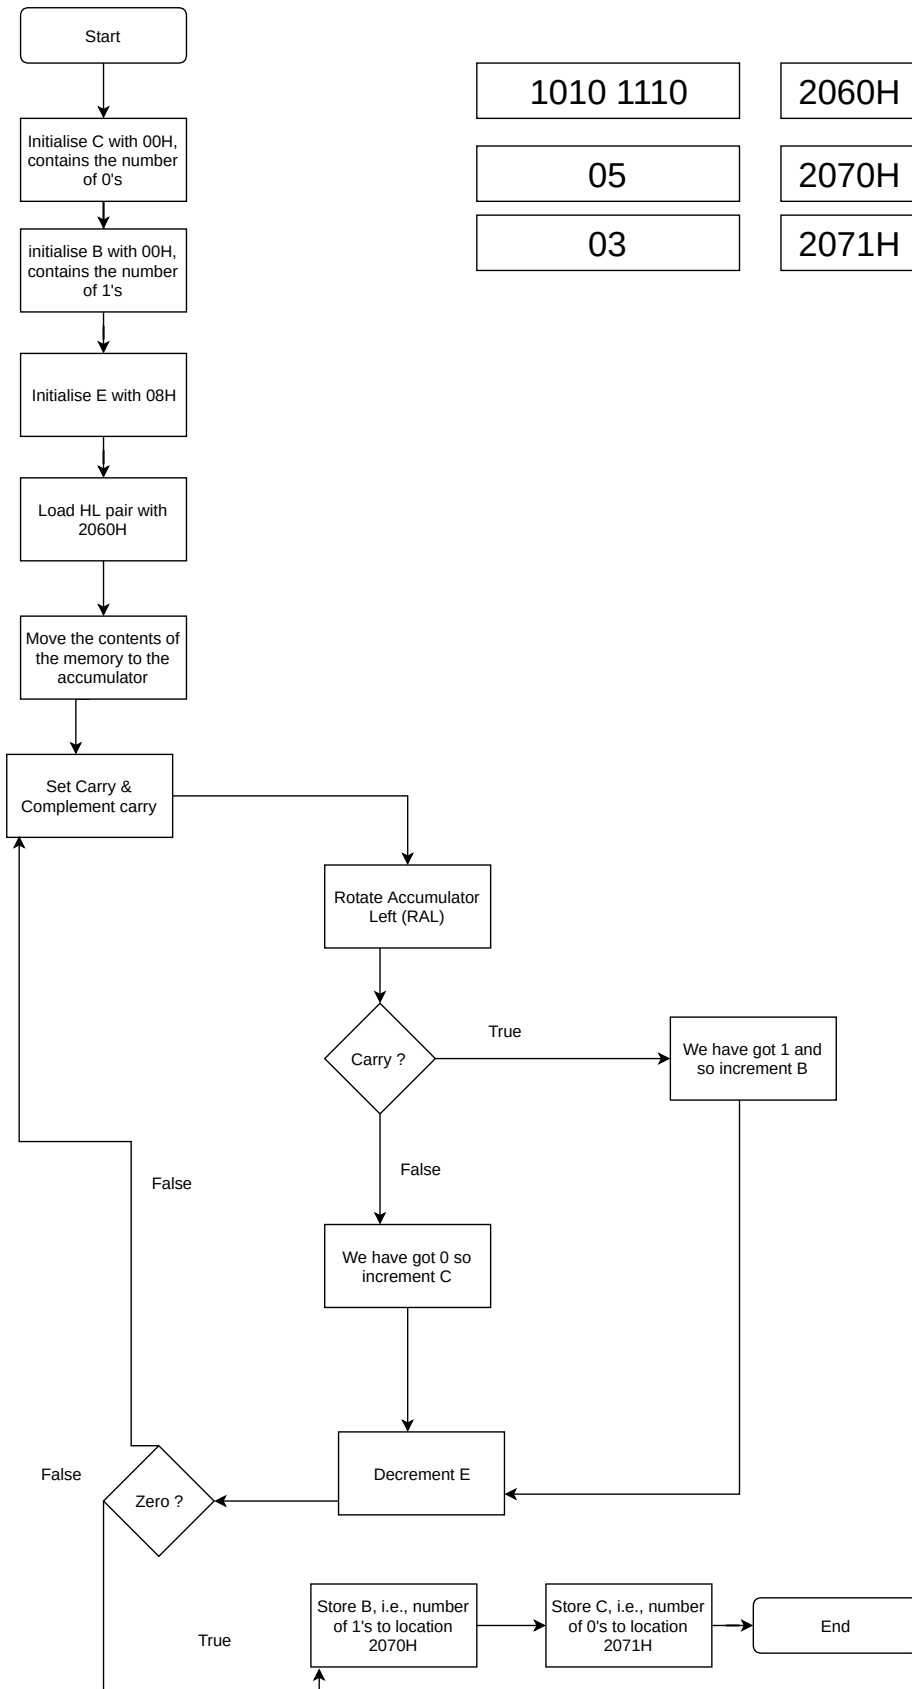 Start
1010 1110
2060H
Initialise C with 00H,
contains the number
of 0's
05
2070H
03
2071H
initialise B with 00H,
contains the number
of 1's
Initialise E with 08H
Load HL pair with
2060H
Move the contents of
the memory to the
accumulator
Set Carry &
Complement carry
Rotate Accumulator
Left (RAL)
Carry ?
True
We have got 1 and
so increment B
False
False
We have got 0 so
increment C
Decrement E
False
Zero ?
True
Store B, i.e., number
of 1's to location
2070H
Store C, i.e., number
of 0's to location
2071H
End